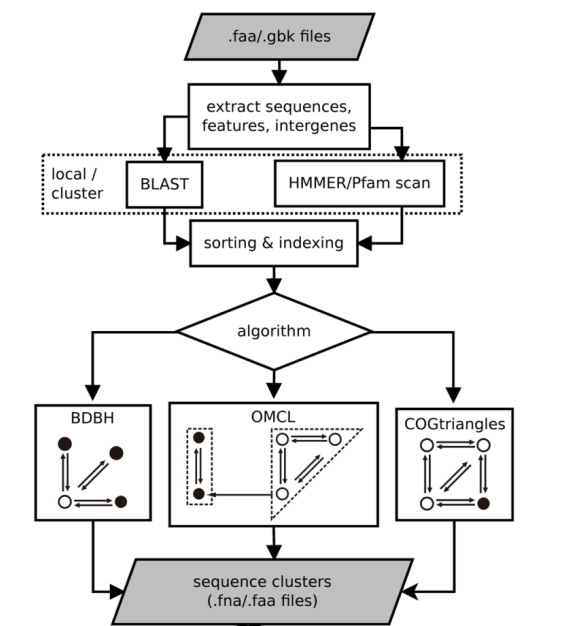 .faa/.gbk files
extract sequences,
features, intergenes
local /
cluster
BLAST
HMMER/Pfam scan
sorting & indexing
algorithm
BDBH
OMCL
COGtriangles
sequence clusters
(.fna/.faa files)